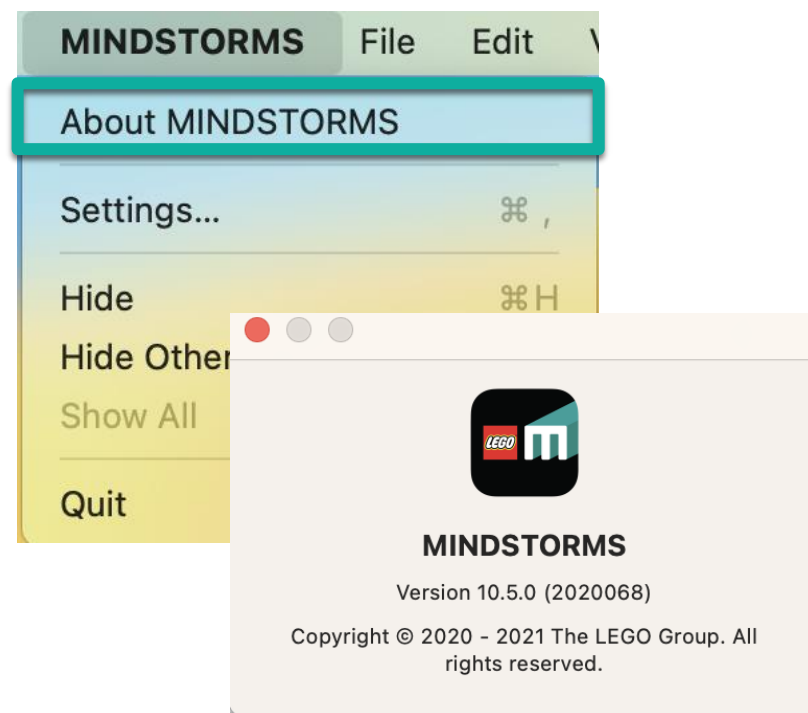 MINDSTORMS File Edit
About MINDSTORMS
Settings... ⌘ ,
Hide ⌘ H
Hide Other
Show All
Quit
LEGO m
MINDSTORMS
Version 10.5.0 (2020068)
Copyright © 2020 - 2021 The LEGO Group. All
rights reserved.